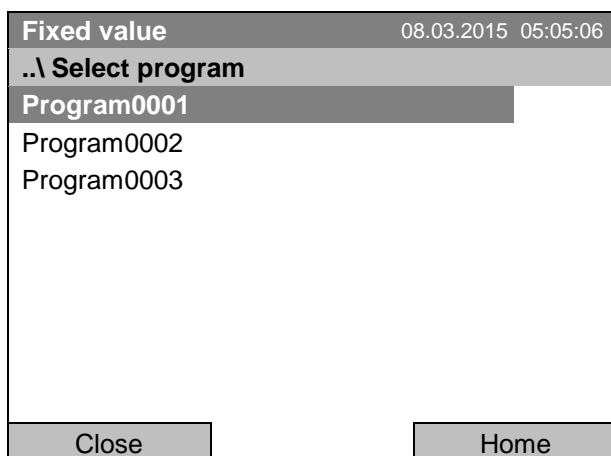 Fixed value 08.03.2015 05:05:06
..\ Select program
Program0001
Program0002
Program0003
Close Home